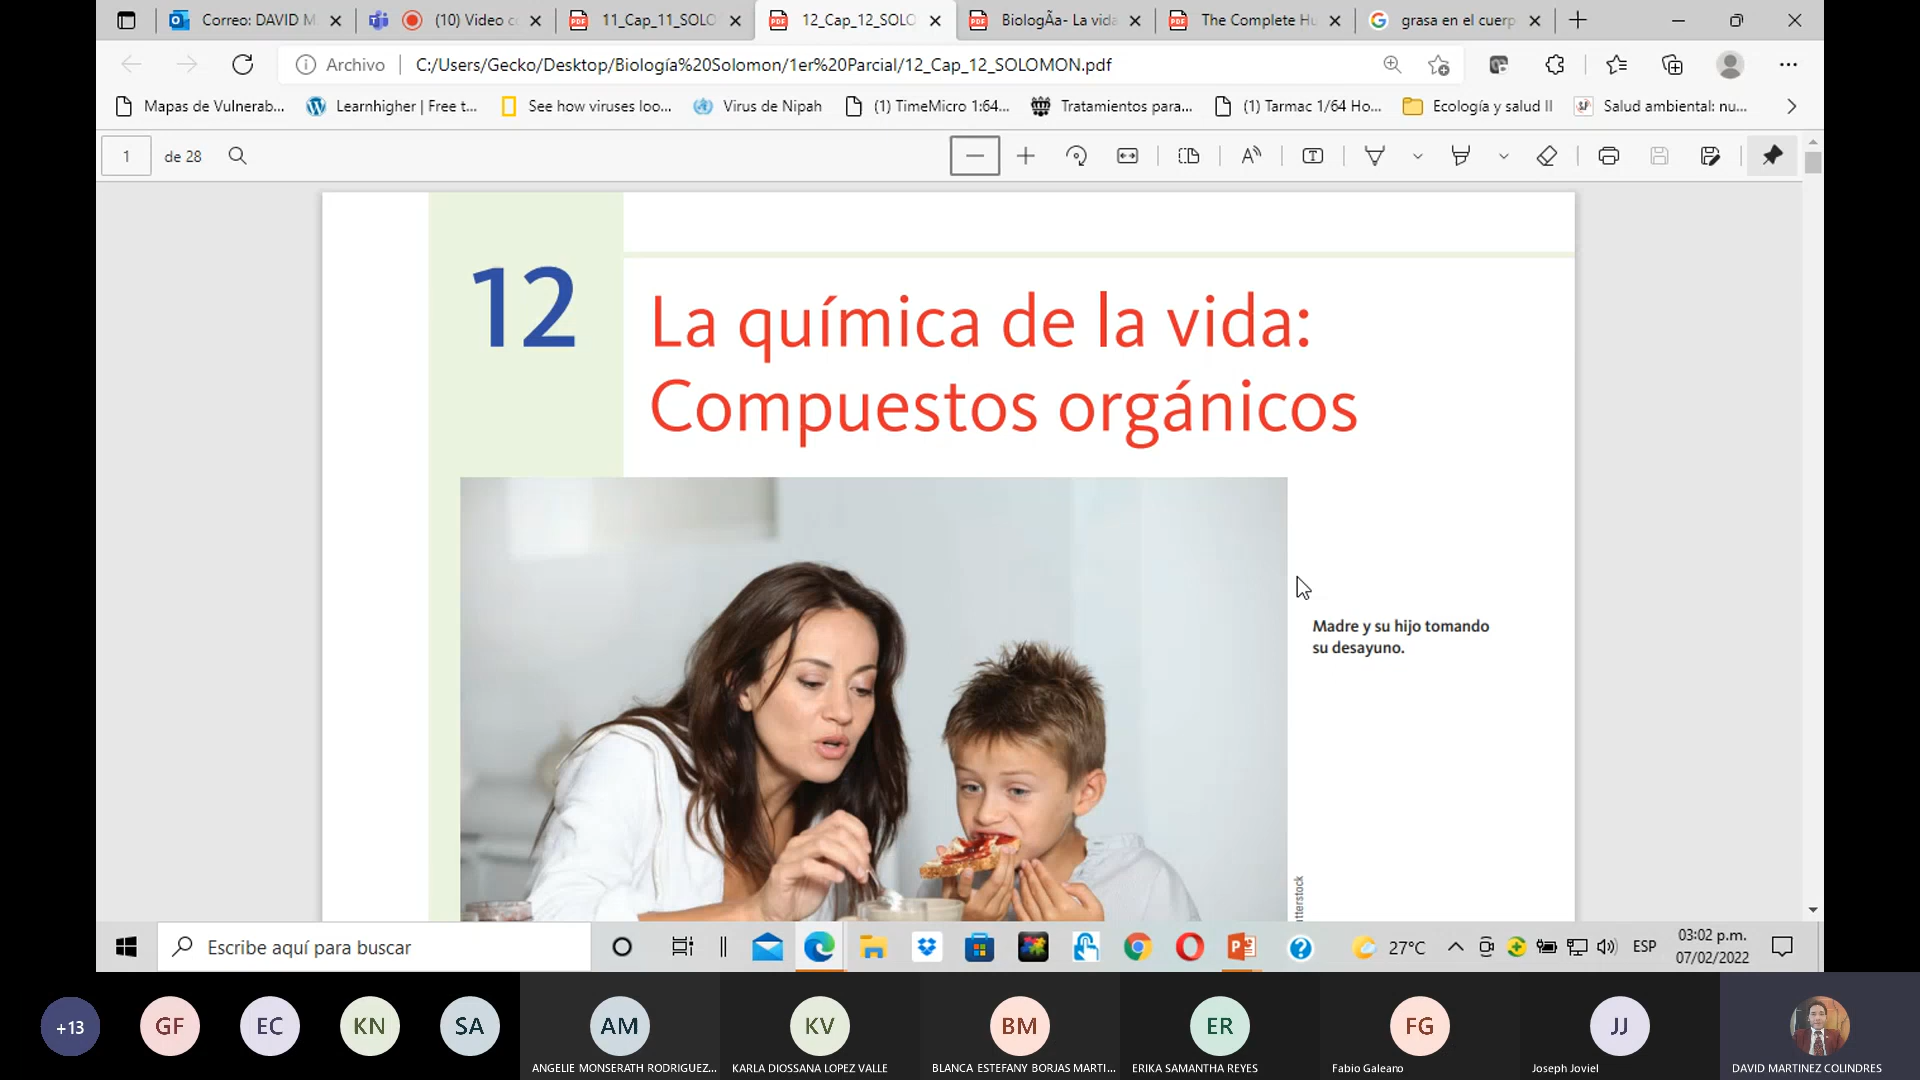 Correo: DAVID M
(10) Video c
11_Cap_11_SOLO
12_Cap_12_SOLO
BiologÃa- La vida
The Complete Hu
grasa en el cuerp
Archivo
C:/Users/Gecko/Desktop/Biología%20Solomon/1er%20Parcial/12_Cap_12_SOLOMON.pdf
Mapas de Vulnerab...
Learnhigher | Free t...
See how viruses loo...
Virus de Nipah
(1) TimeMicro 1:64...
Tratamientos para...
(1) Tarmac 1/64 Ho...
Ecología y salud II
Salud ambiental: nu...
1
de 28
12
La química de la vida:
Compuestos orgánicos
Madre y su hijo tomando
su desayuno.
tterstock
Escribe aquí para buscar
27°C
ESP
03:02 p.m.
07/02/2022
+13
GF
EC
KN
SA
AM
KV
BM
ER
FG
JJ
ANGELIE MONSERATH RODRIGUEZ...
KARLA DIOSSANA LOPEZ VALLE
BLANCA ESTEFANY BORJAS MARTI...
ERIKA SAMANTHA REYES
Fabio Galeano
Joseph Joviel
DAVID MARTINEZ COLINDRES